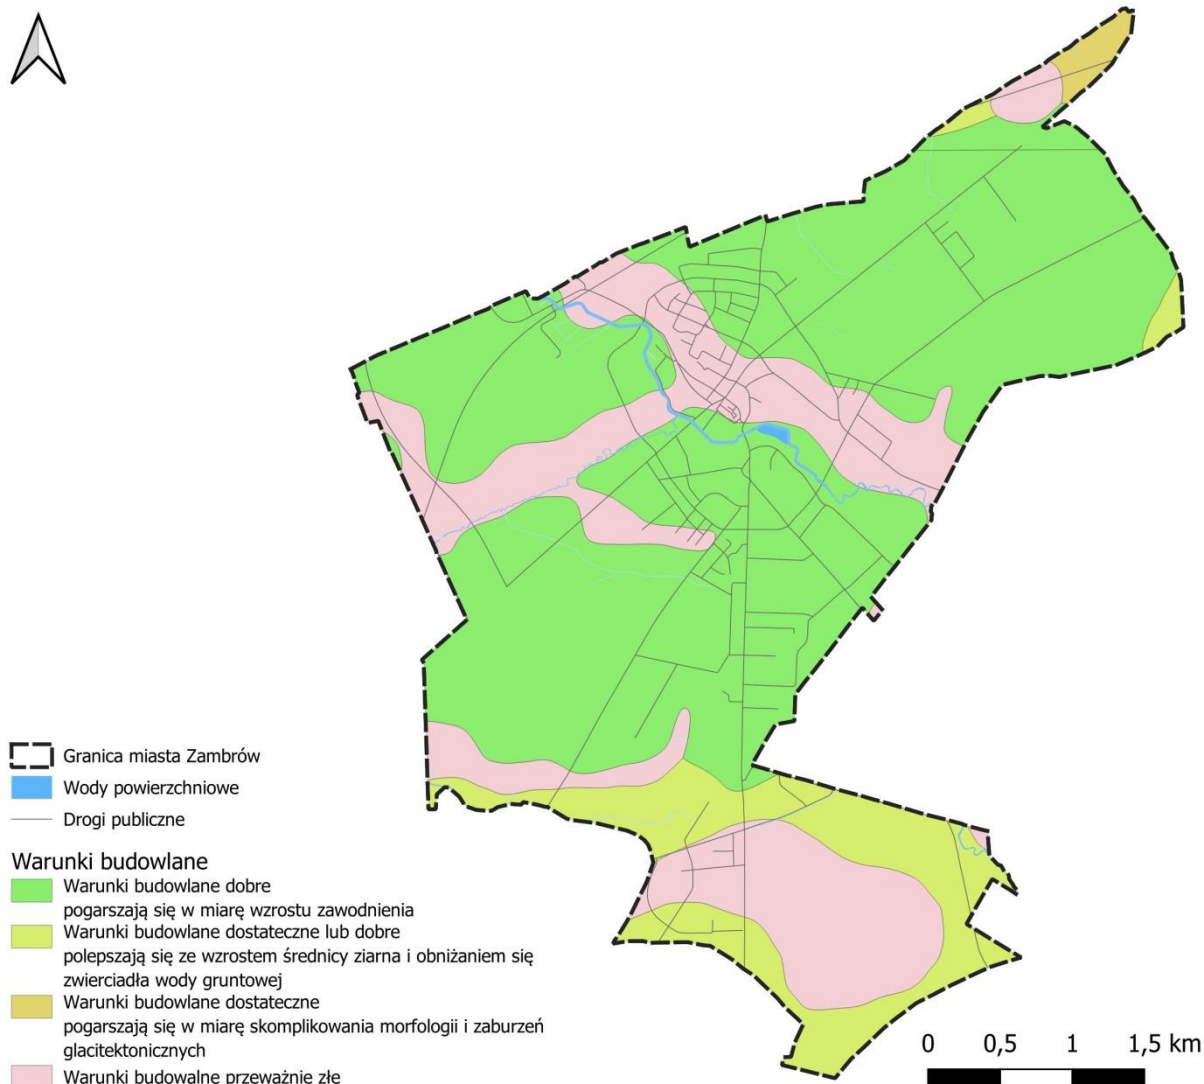 Granica miasta Zambrów
Wody powierzchniowe
Drogi publiczne
Warunki budowlane
Warunki budowlane dobre
pogarszają się w miarę wzrostu zawodnienia
Warunki budowlane dostateczne lub dobre
polepszają się ze wzrostem średnicy ziarna i obniżaniem się
zwierciadła wody gruntowej
Warunki budowlane dostateczne
pogarszają się w miarę skomplikowania morfologii i zaburzeń
glacitektonicznych
Warunki budowalne przeważnie złe
0 0,5 1 1,5 km